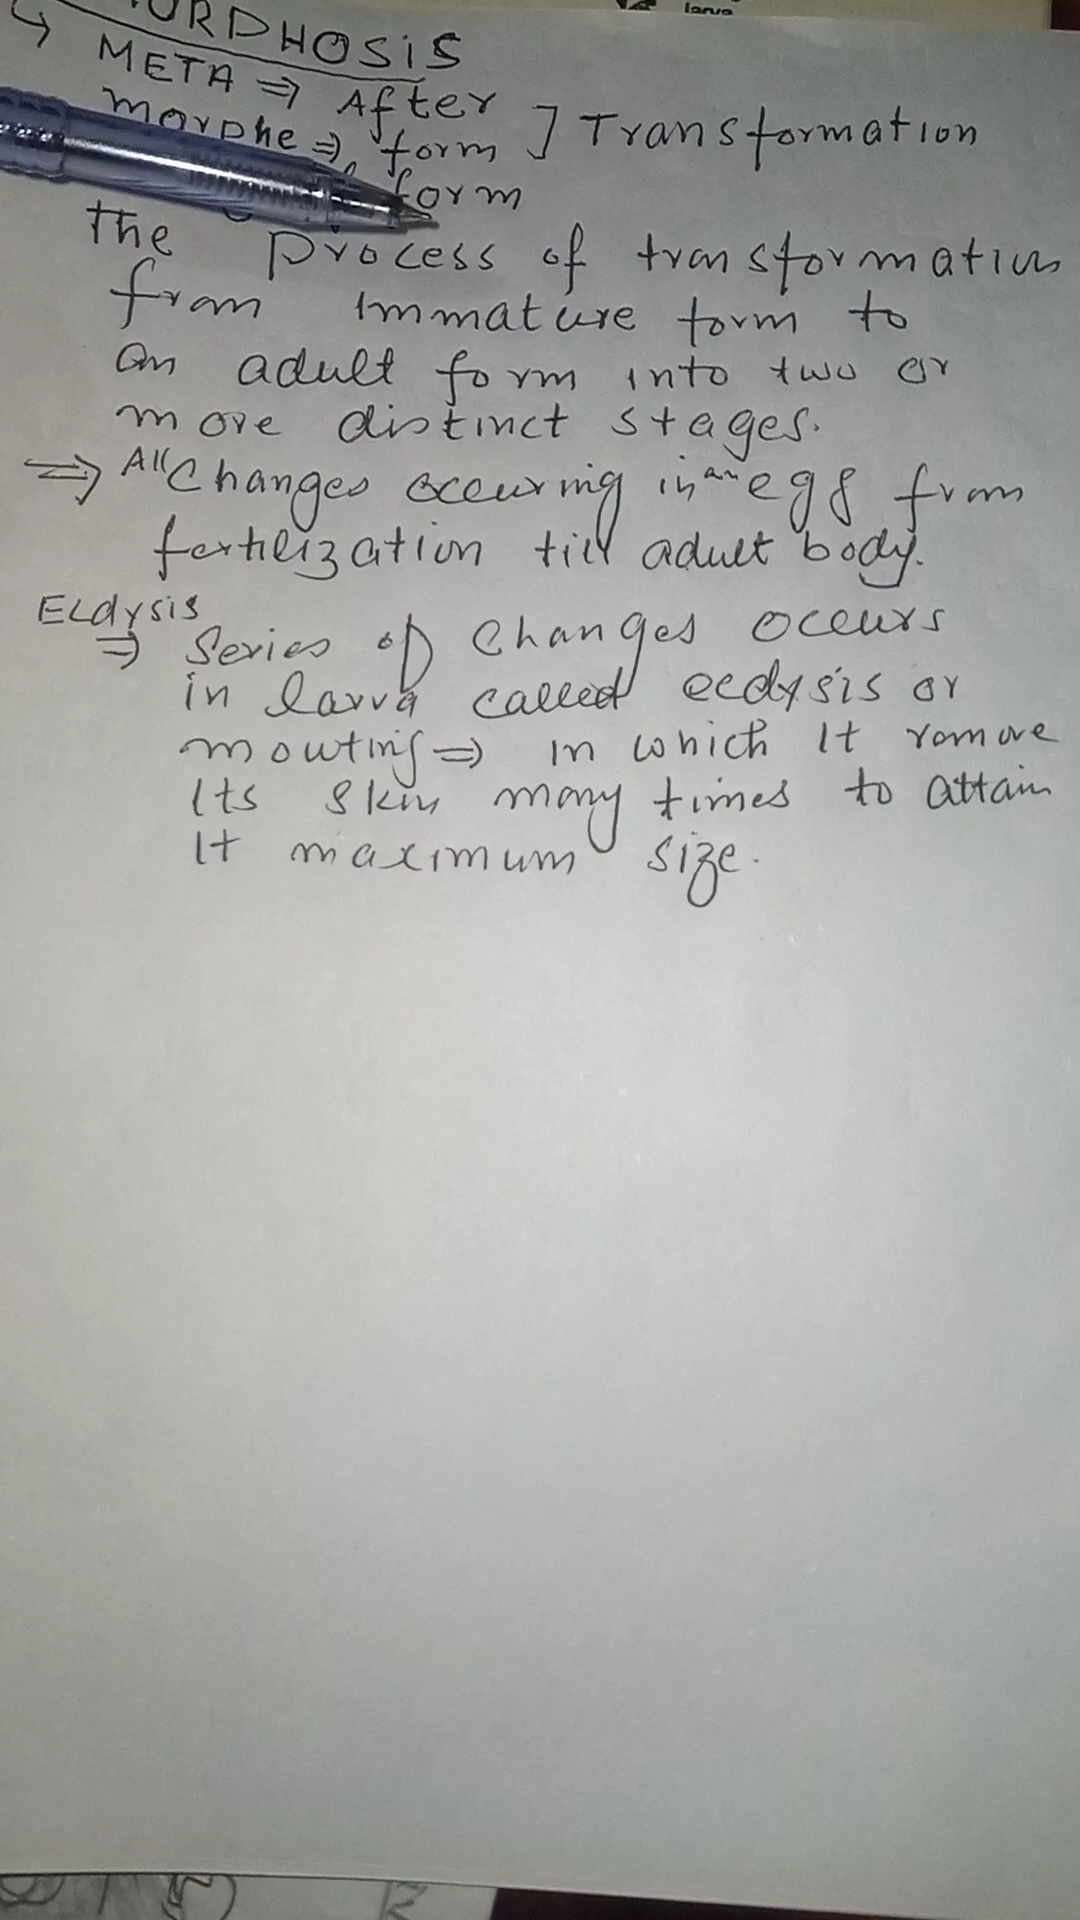 larva
ORPHOSiS
META ⇒ After
morphe ⇒ form ] Transformation
form
The process of transformation
from immature form to
an adult form into two or
more distinct stages.
⇒ All Changes occuring in an egg from
fertilization till adult body.
Ecdysis
⇒ Series of Changes occurs
in larva called ecdysis or
mouting ⇒ in which It romove
Its skin many times to attain
It maximum size.